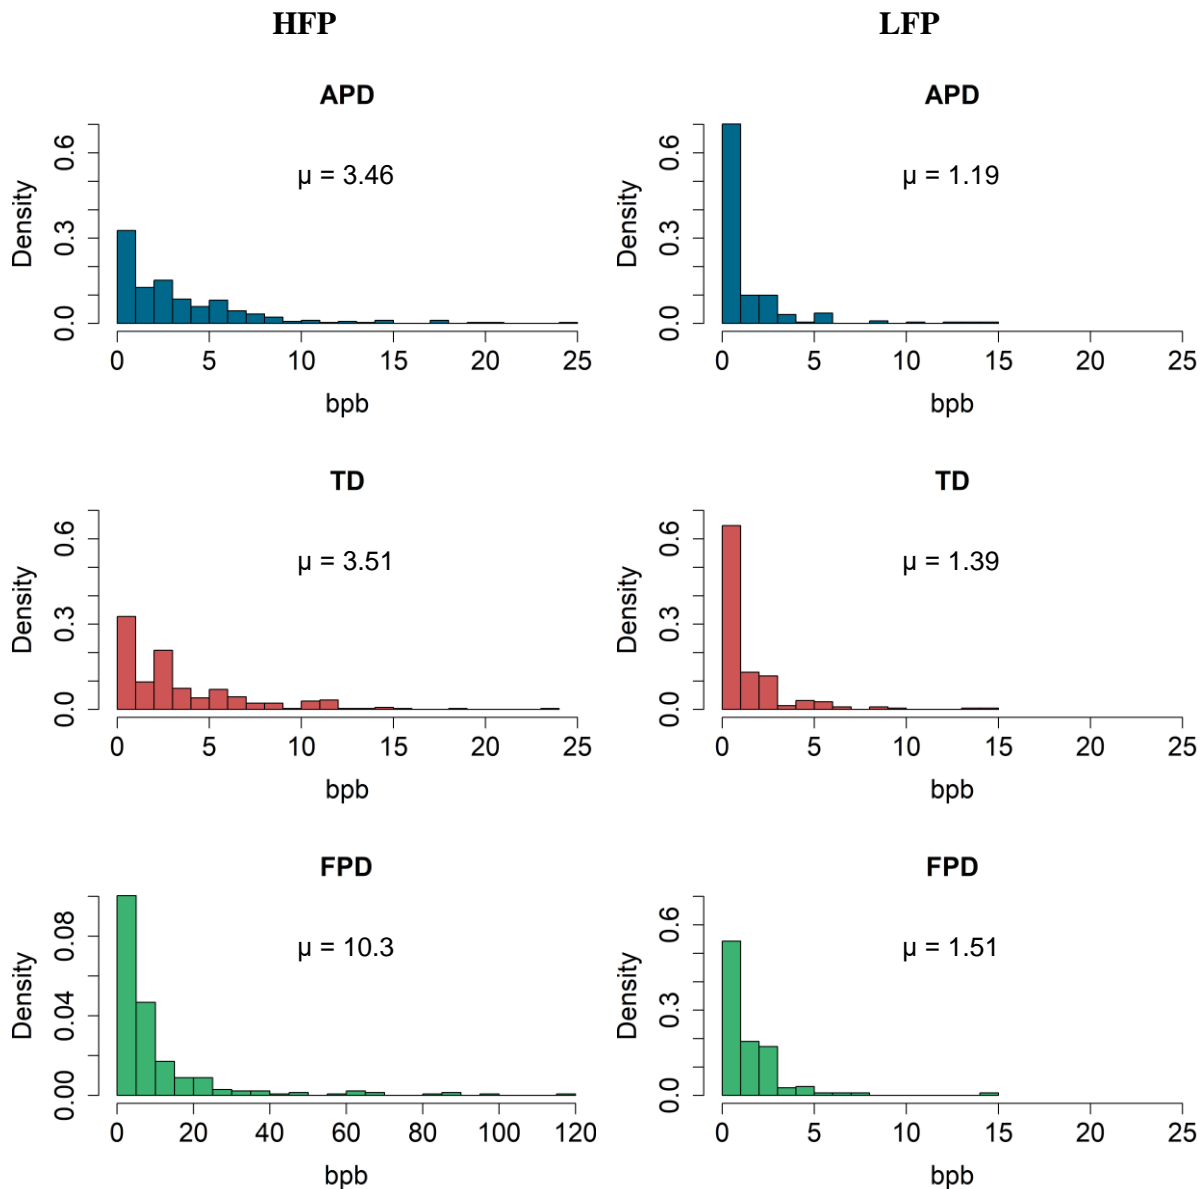 HFP LFP
APD APD
μ = 3.46 μ = 1.19
Density 0.0 0.3 0.6 Density 0.0 0.3 0.6
0 5 10 15 20 25 0 5 10 15 20 25
bpb bpb
TD TD
μ = 3.51 μ = 1.39
Density 0.0 0.3 0.6 Density 0.0 0.3 0.6
0 5 10 15 20 25 0 5 10 15 20 25
bpb bpb
FPD FPD
μ = 10.3 μ = 1.51
Density 0.00 0.04 0.08 Density 0.0 0.3 0.6
0 20 40 60 80 100 120 0 5 10 15 20 25
bpb bpb